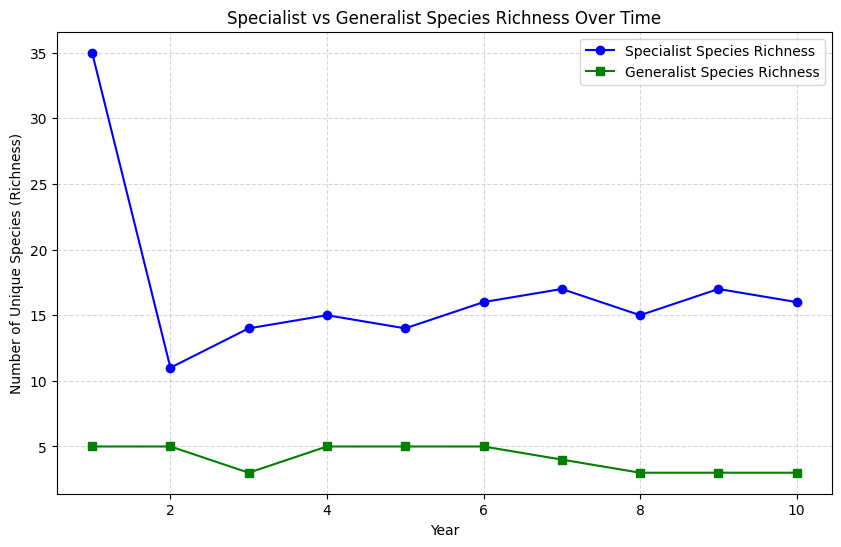 Specialist vs Generalist Species Richness Over Time
Specialist Species Richness
Generalist Species Richness
Number of Unique Species (Richness)
35
30
25
20
15
10
5
2 4 6 8 10
Year